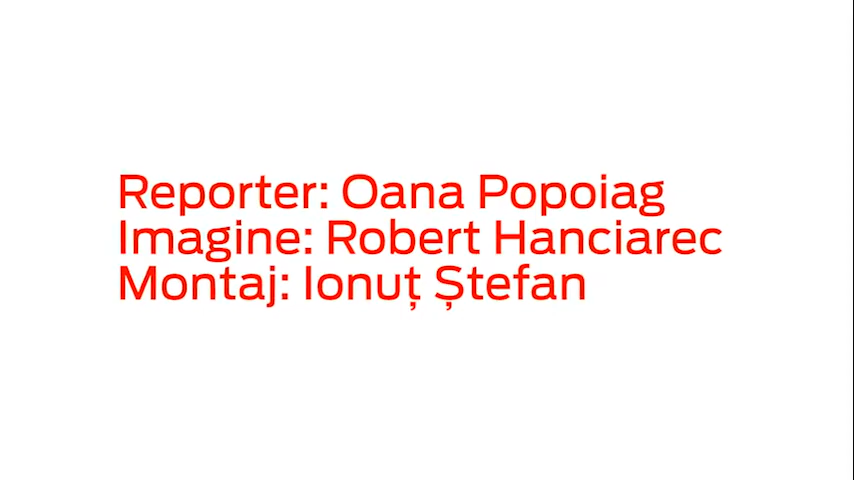 Reporter: Oana Popoiag
Imagine: Robert Hanciarec
Montaj: Ionuț Ștefan